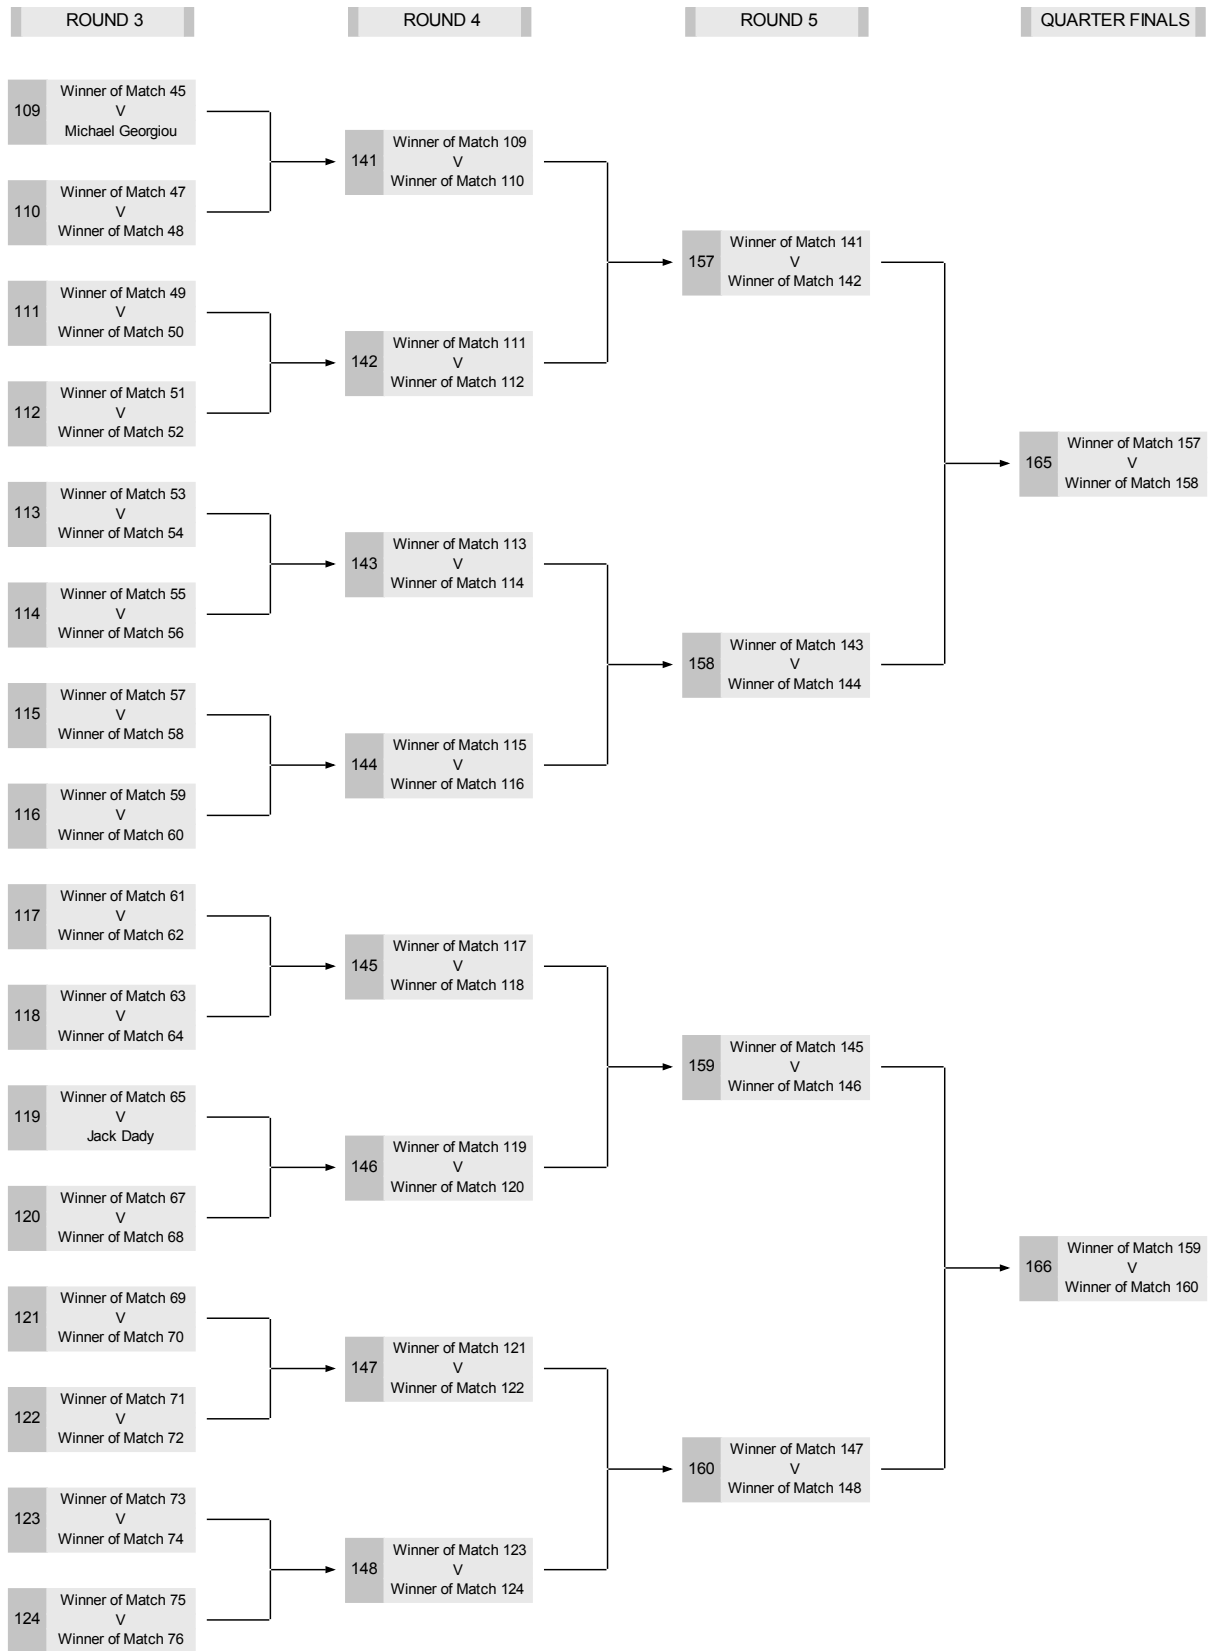 ROUND 3
ROUND 4
ROUND 5
QUARTER FINALS
109
Winner of Match 45
V
Michael Georgiou
110
Winner of Match 47
V
Winner of Match 48
111
Winner of Match 49
V
Winner of Match 50
112
Winner of Match 51
V
Winner of Match 52
113
Winner of Match 53
V
Winner of Match 54
114
Winner of Match 55
V
Winner of Match 56
115
Winner of Match 57
V
Winner of Match 58
116
Winner of Match 59
V
Winner of Match 60
117
Winner of Match 61
V
Winner of Match 62
118
Winner of Match 63
V
Winner of Match 64
119
Winner of Match 65
V
Jack Dady
120
Winner of Match 67
V
Winner of Match 68
121
Winner of Match 69
V
Winner of Match 70
122
Winner of Match 71
V
Winner of Match 72
123
Winner of Match 73
V
Winner of Match 74
124
Winner of Match 75
V
Winner of Match 76
141
Winner of Match 109
V
Winner of Match 110
142
Winner of Match 111
V
Winner of Match 112
143
Winner of Match 113
V
Winner of Match 114
144
Winner of Match 115
V
Winner of Match 116
145
Winner of Match 117
V
Winner of Match 118
146
Winner of Match 119
V
Winner of Match 120
147
Winner of Match 121
V
Winner of Match 122
148
Winner of Match 123
V
Winner of Match 124
157
Winner of Match 141
V
Winner of Match 142
158
Winner of Match 143
V
Winner of Match 144
159
Winner of Match 145
V
Winner of Match 146
160
Winner of Match 147
V
Winner of Match 148
165
Winner of Match 157
V
Winner of Match 158
166
Winner of Match 159
V
Winner of Match 160